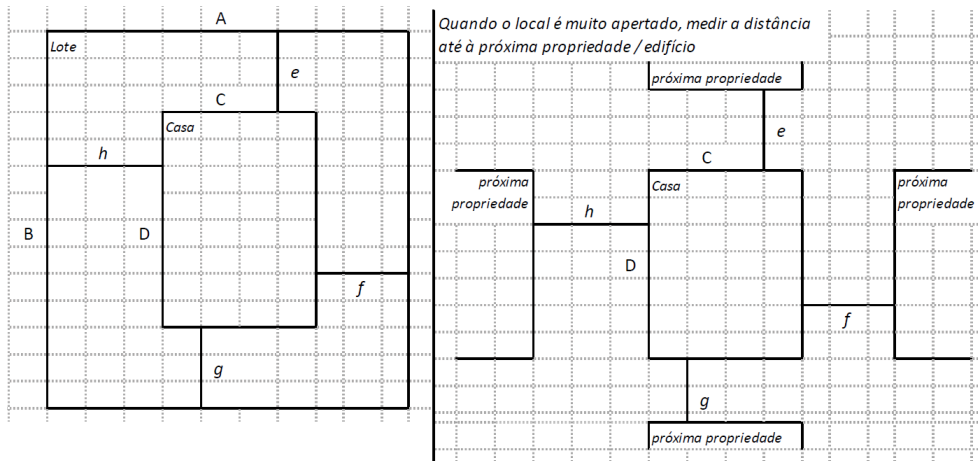 A
Lote
e
C
Casa
h
B
D
f
g
Quando o local é muito apertado, medir a distância
até à próxima propriedade / edifício
próxima propriedade
e
C
próxima
propriedade
Casa
próxima
propriedade
h
D
f
g
próxima propriedade